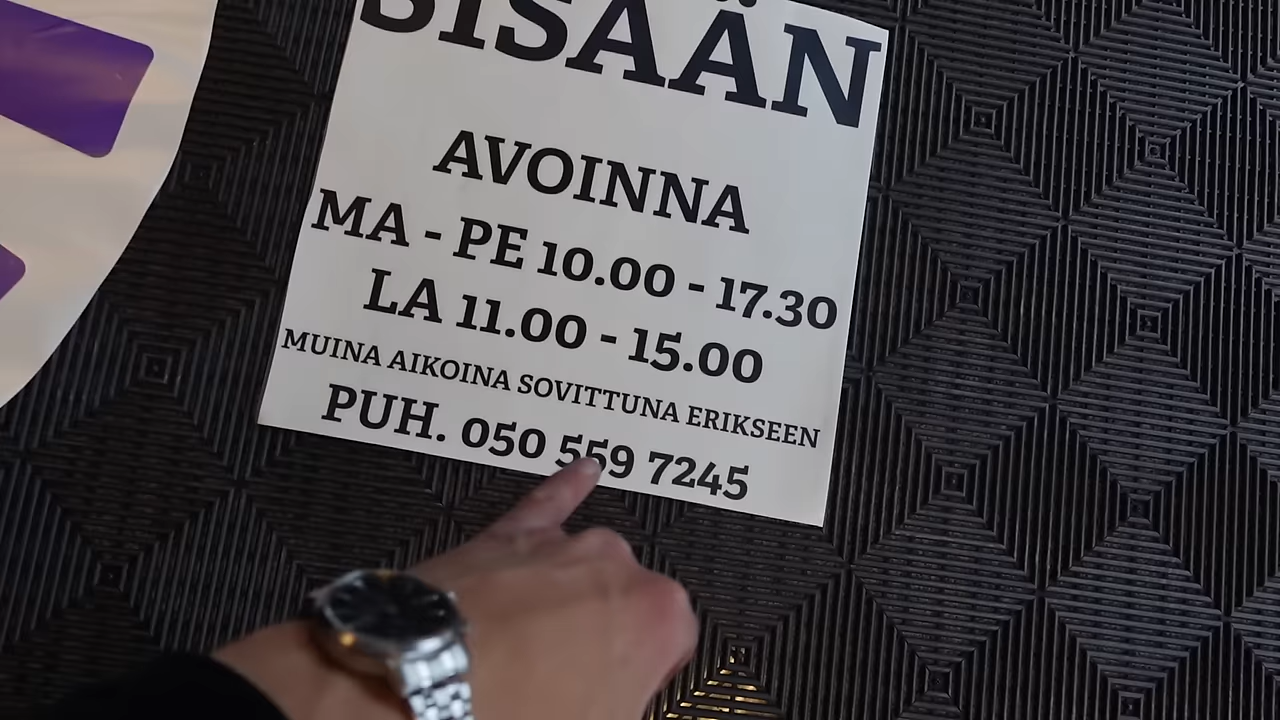 SISÄÄN
AVOINNA
MA - PE 10.00 - 17.30
LA 11.00 - 15.00
MUINA AIKOINA SOVITTUNA ERIKSEEN
PUH. 050 559 7245